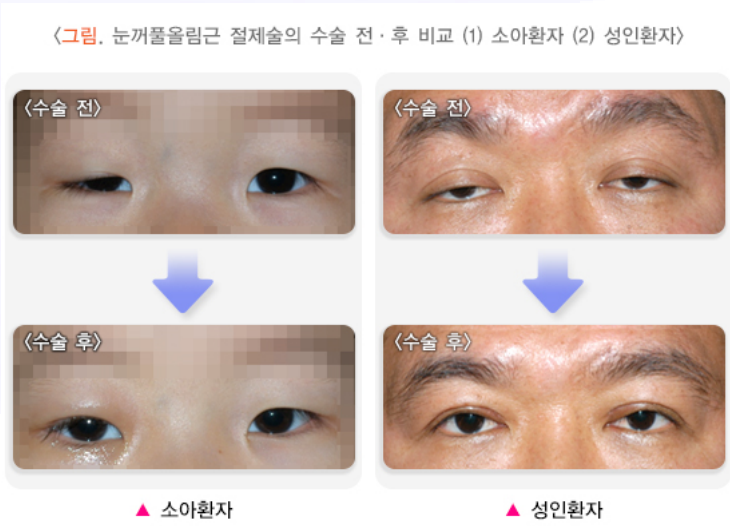 〈그림. 눈꺼풀올림근 절제술의 수술 전 · 후 비교 (1) 소아환자 (2) 성인환자〉
〈수술 전〉
〈수술 전〉
〈수술 후〉
〈수술 후〉
▲ 소아환자
▲ 성인환자